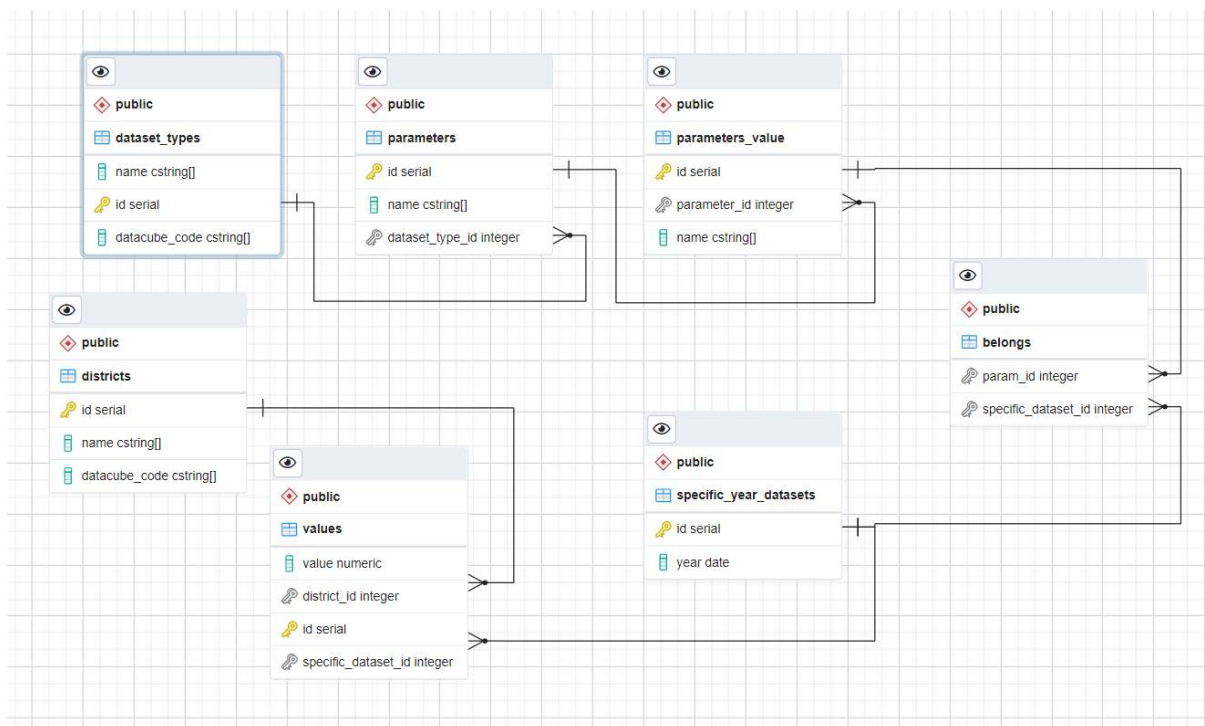 public
dataset_types
name cstring[]
id serial
datacube_code cstring[]
public
parameters
id serial
name cstring[]
dataset_type_id integer
public
parameters_value
id serial
parameter_id integer
name cstring[]
public
belongs
param_id integer
specific_dataset_id integer
public
districts
id serial
name cstring[]
datacube_code cstring[]
public
values
value numeric
district_id integer
id serial
specific_dataset_id integer
public
specific_year_datasets
id serial
year date